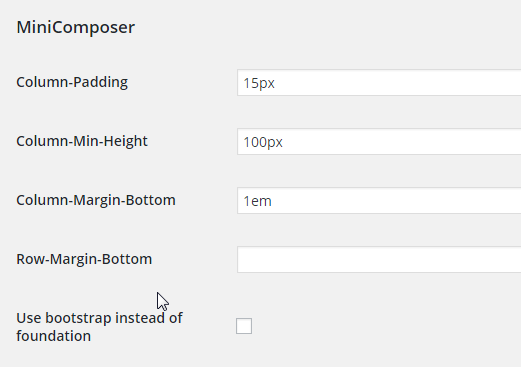 MiniComposer
Column-Padding
15px
Column-Min-Height
100px
Column-Margin-Bottom
1em
Row-Margin-Bottom
Use bootstrap instead of
foundation